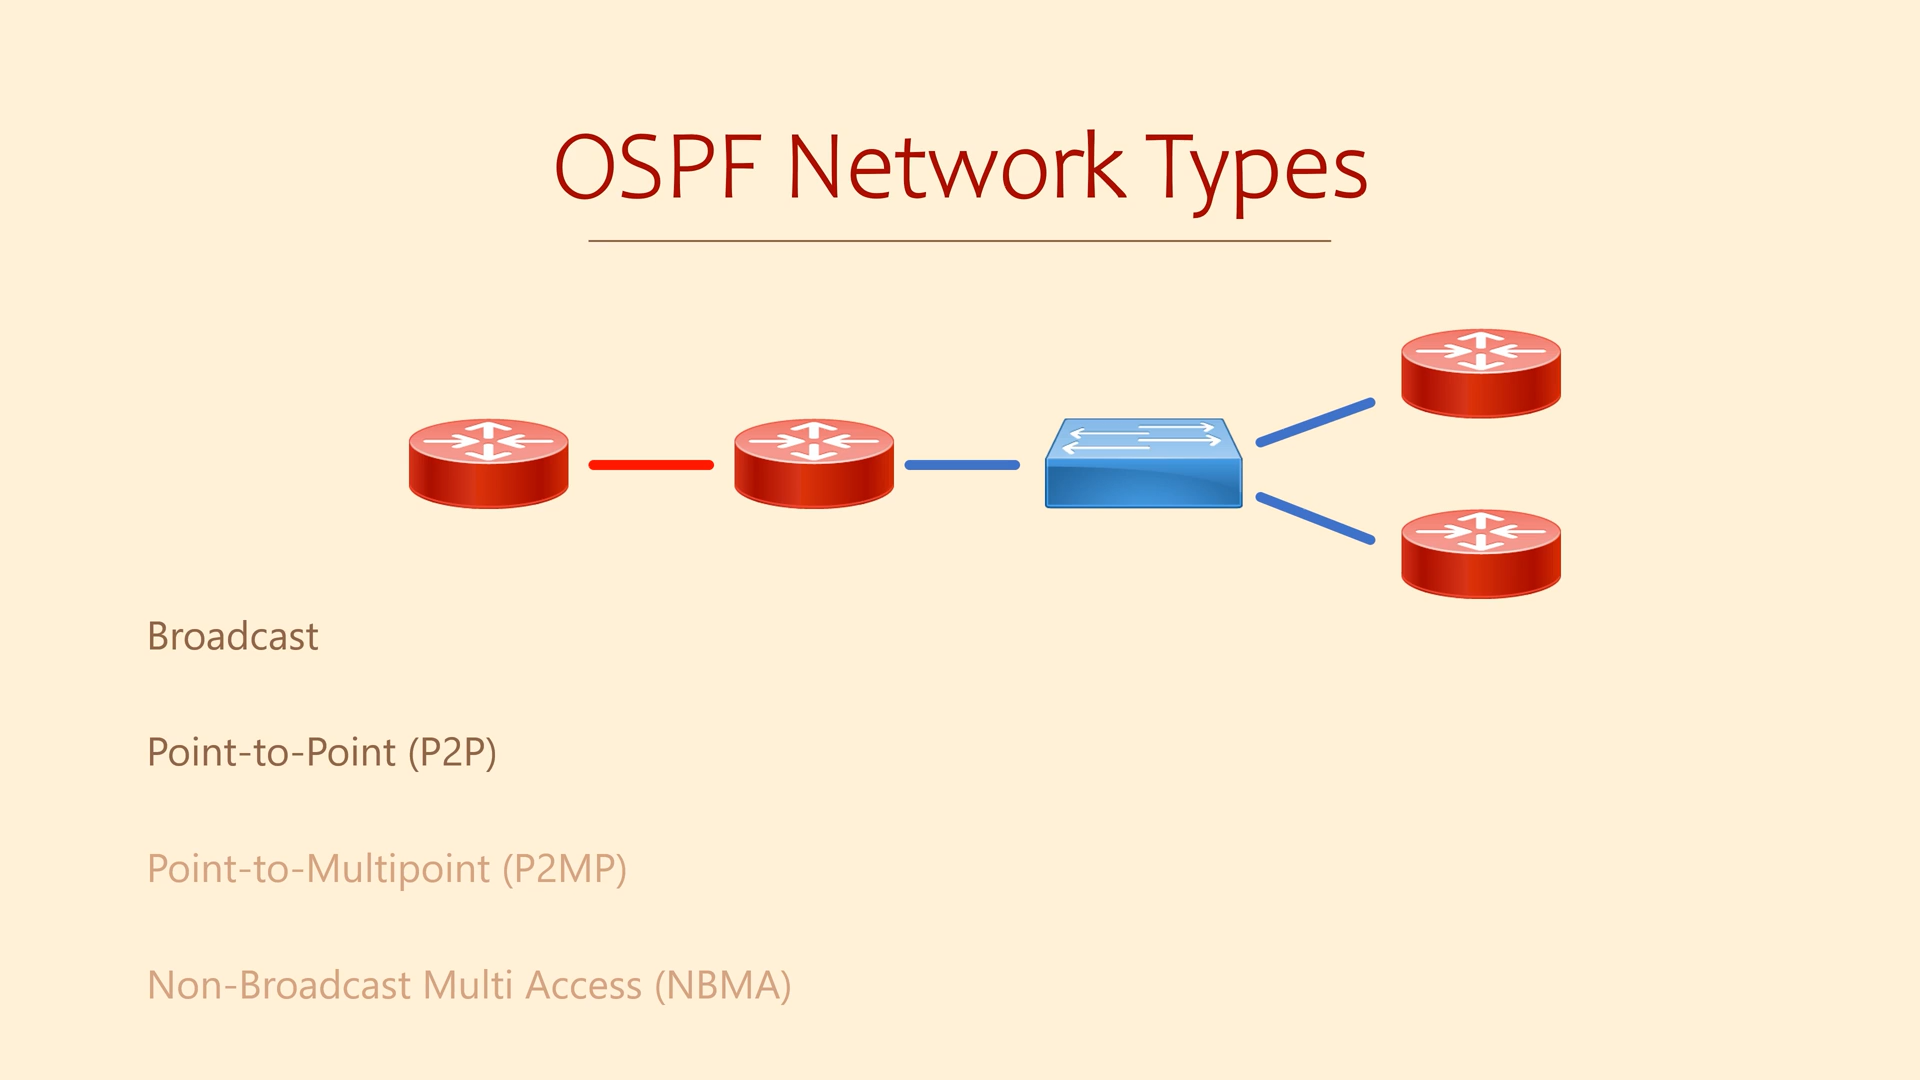 OSPF Network Types
Broadcast
Point-to-Point (P2P)
Point-to-Multipoint (P2MP)
Non-Broadcast Multi Access (NBMA)